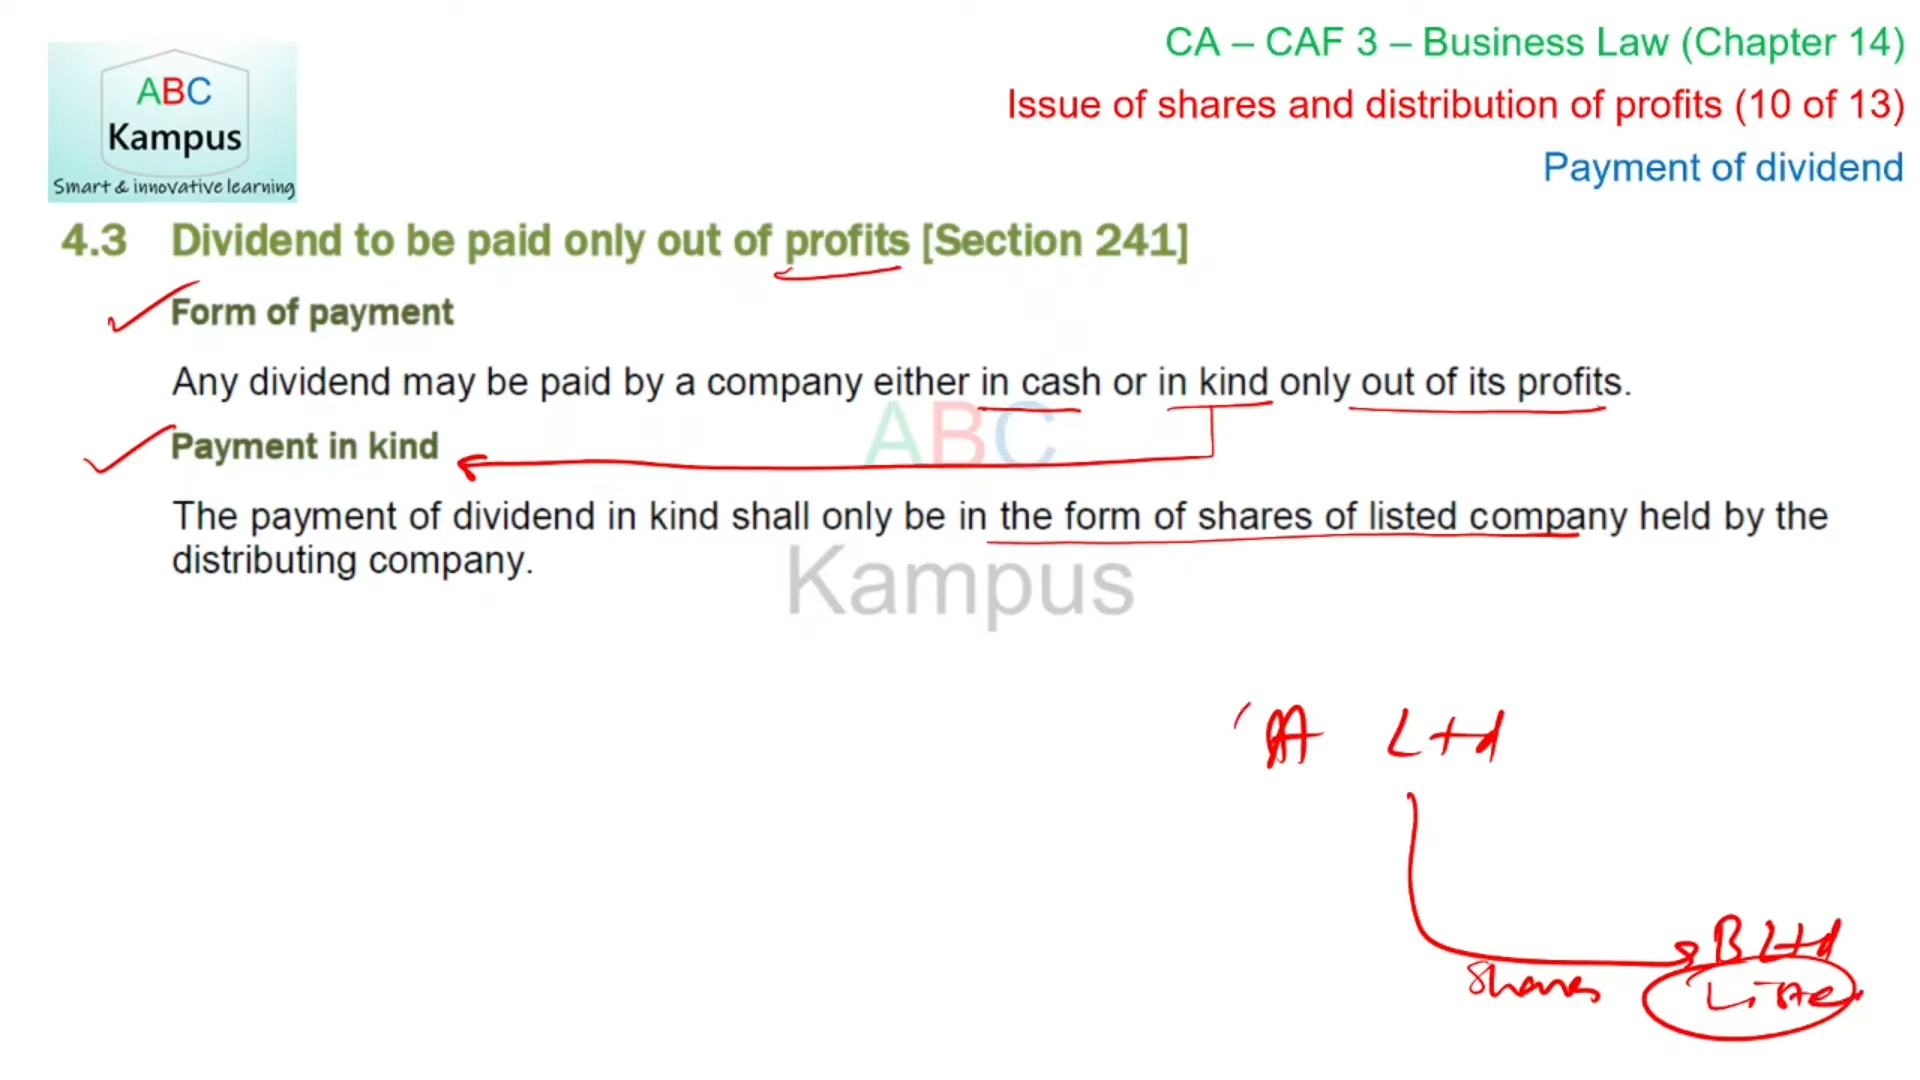 CA – CAF 3 – Business Law (Chapter 14)
ABC
Kampus
Smart & innovative learning
Issue of shares and distribution of profits (10 of 13)
Payment of dividend
4.3 Dividend to be paid only out of profits [Section 241]
Form of payment
Any dividend may be paid by a company either in cash or in kind only out of its profits.
Payment in kind
The payment of dividend in kind shall only be in the form of shares of listed company held by the
distributing company.
ABC
Kampus
A Ltd
B Ltd
Shares